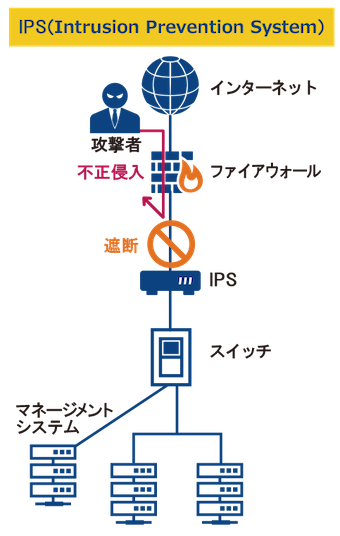 IPS(Intrusion Prevention System)
インターネット
攻撃者
不正侵入
ファイアウォール
遮断
IPS
スイッチ
マネージメント
システム